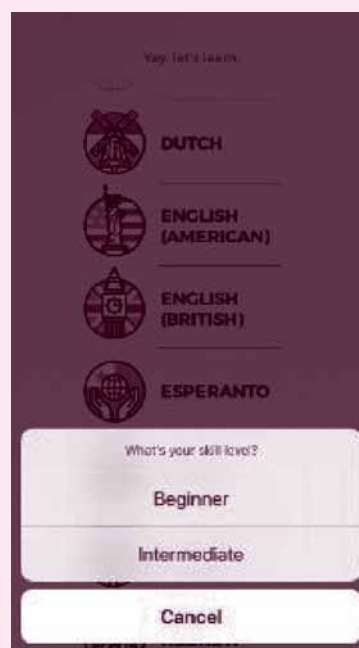 Yay, let's learn.
DUTCH
ENGLISH
(AMERICAN)
ENGLISH
(BRITISH)
ESPERANTO
What's your skill level?
Beginner
Intermediate
Cancel